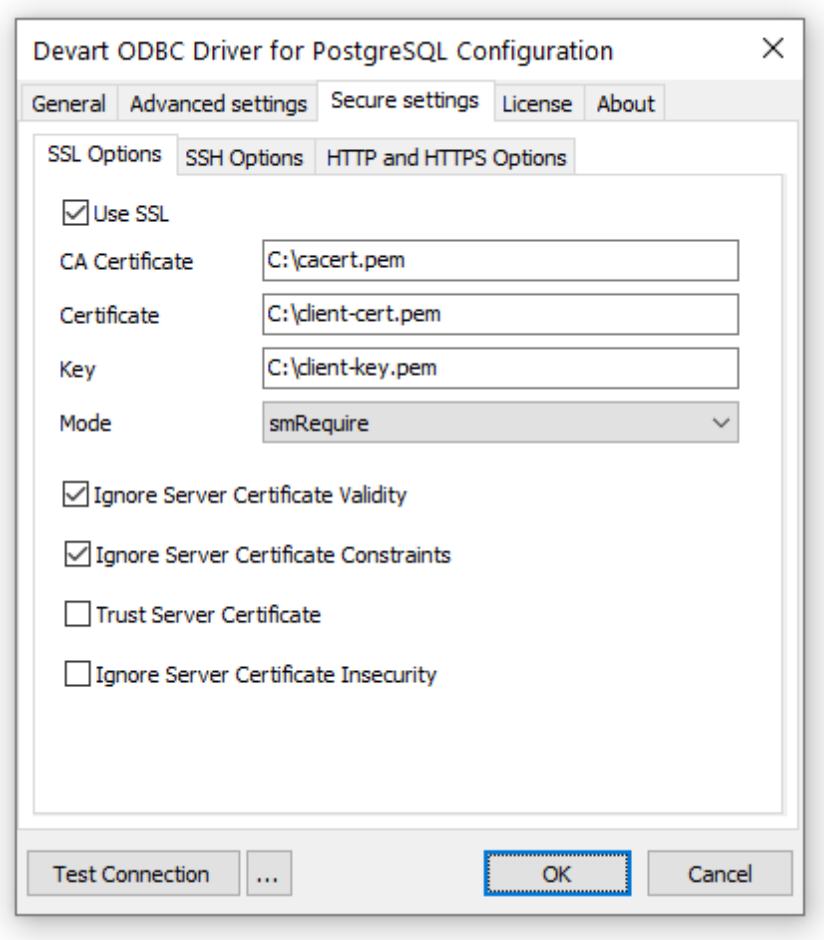 Devart ODBC Driver for PostgreSQL Configuration
General Advanced settings Secure settings License About
SSL Options SSH Options HTTP and HTTPS Options
Use SSL
CA Certificate C:\cacert.pem
Certificate C:\client-cert.pem
Key C:\client-key.pem
Mode smRequire
Ignore Server Certificate Validity
Ignore Server Certificate Constraints
Trust Server Certificate
Ignore Server Certificate Insecurity
Test Connection ... OK Cancel